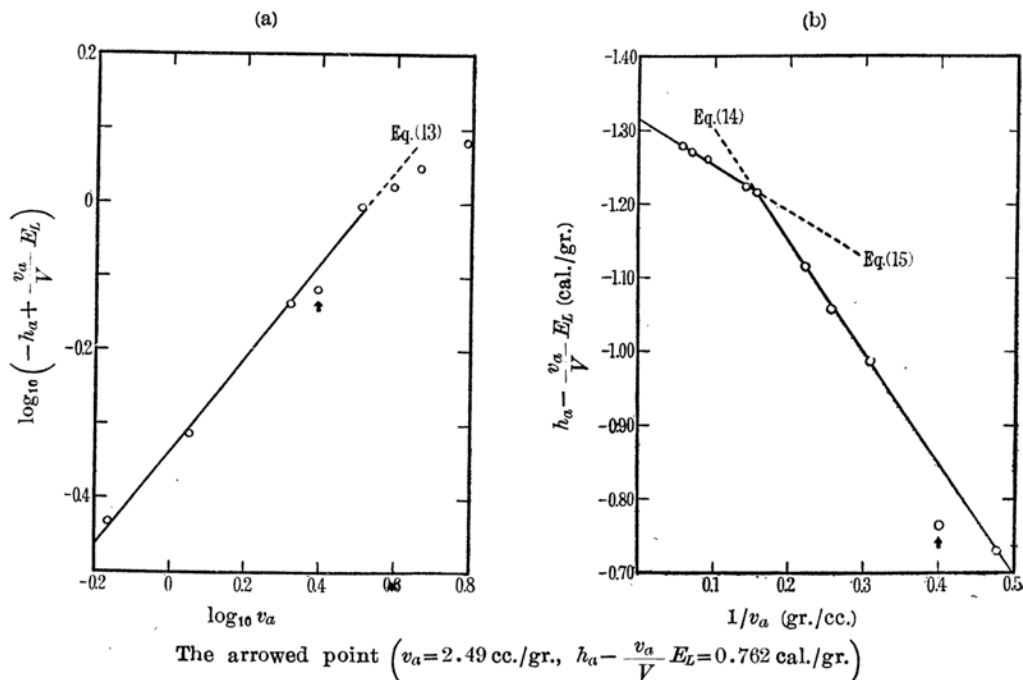 (a)
0.2
0.1
0
-0.2
-0.4
-0.2
0
0.2
0.4
0.6
0.8
Eq.(13)
log₁₀(−hₐ+vₐ/V E_L)
log₁₀ vₐ
(b)
-1.40
-1.30
-1.20
-1.10
-1.00
-0.90
-0.80
-0.70
0.1
0.2
0.3
0.4
0.5
Eq.(14)
Eq.(15)
hₐ−vₐ/V E_L (cal./gr.)
1/vₐ (gr./cc.)
The arrowed point (vₐ=2.49 cc./gr., hₐ−vₐ/V E_L=0.762 cal./gr.)